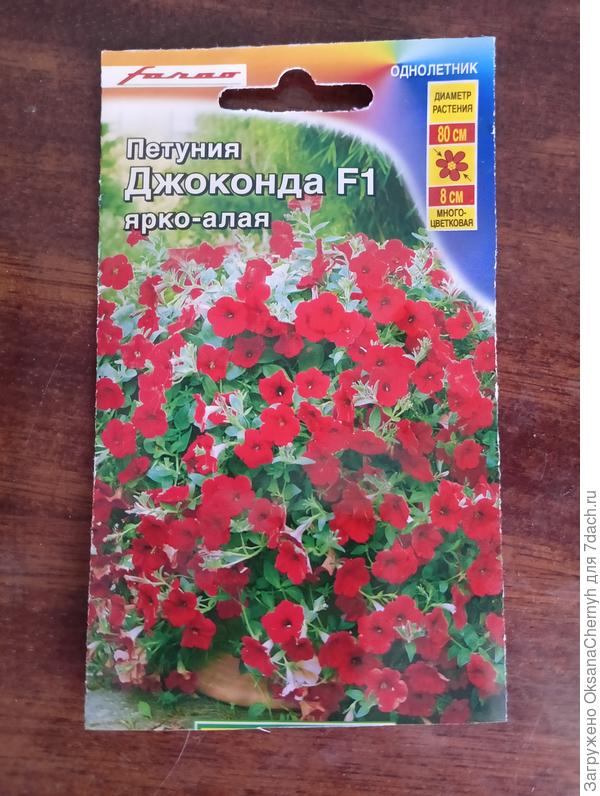 farao
ОДНОЛЕТНИК
ДИАМЕТР
РАСТЕНИЯ
80 см
8 см
МНОГО-
ЦВЕТКОВАЯ
Петуния
Джоконда F1
ярко-алая
Загружено OksanaChernyh для 7dach.ru